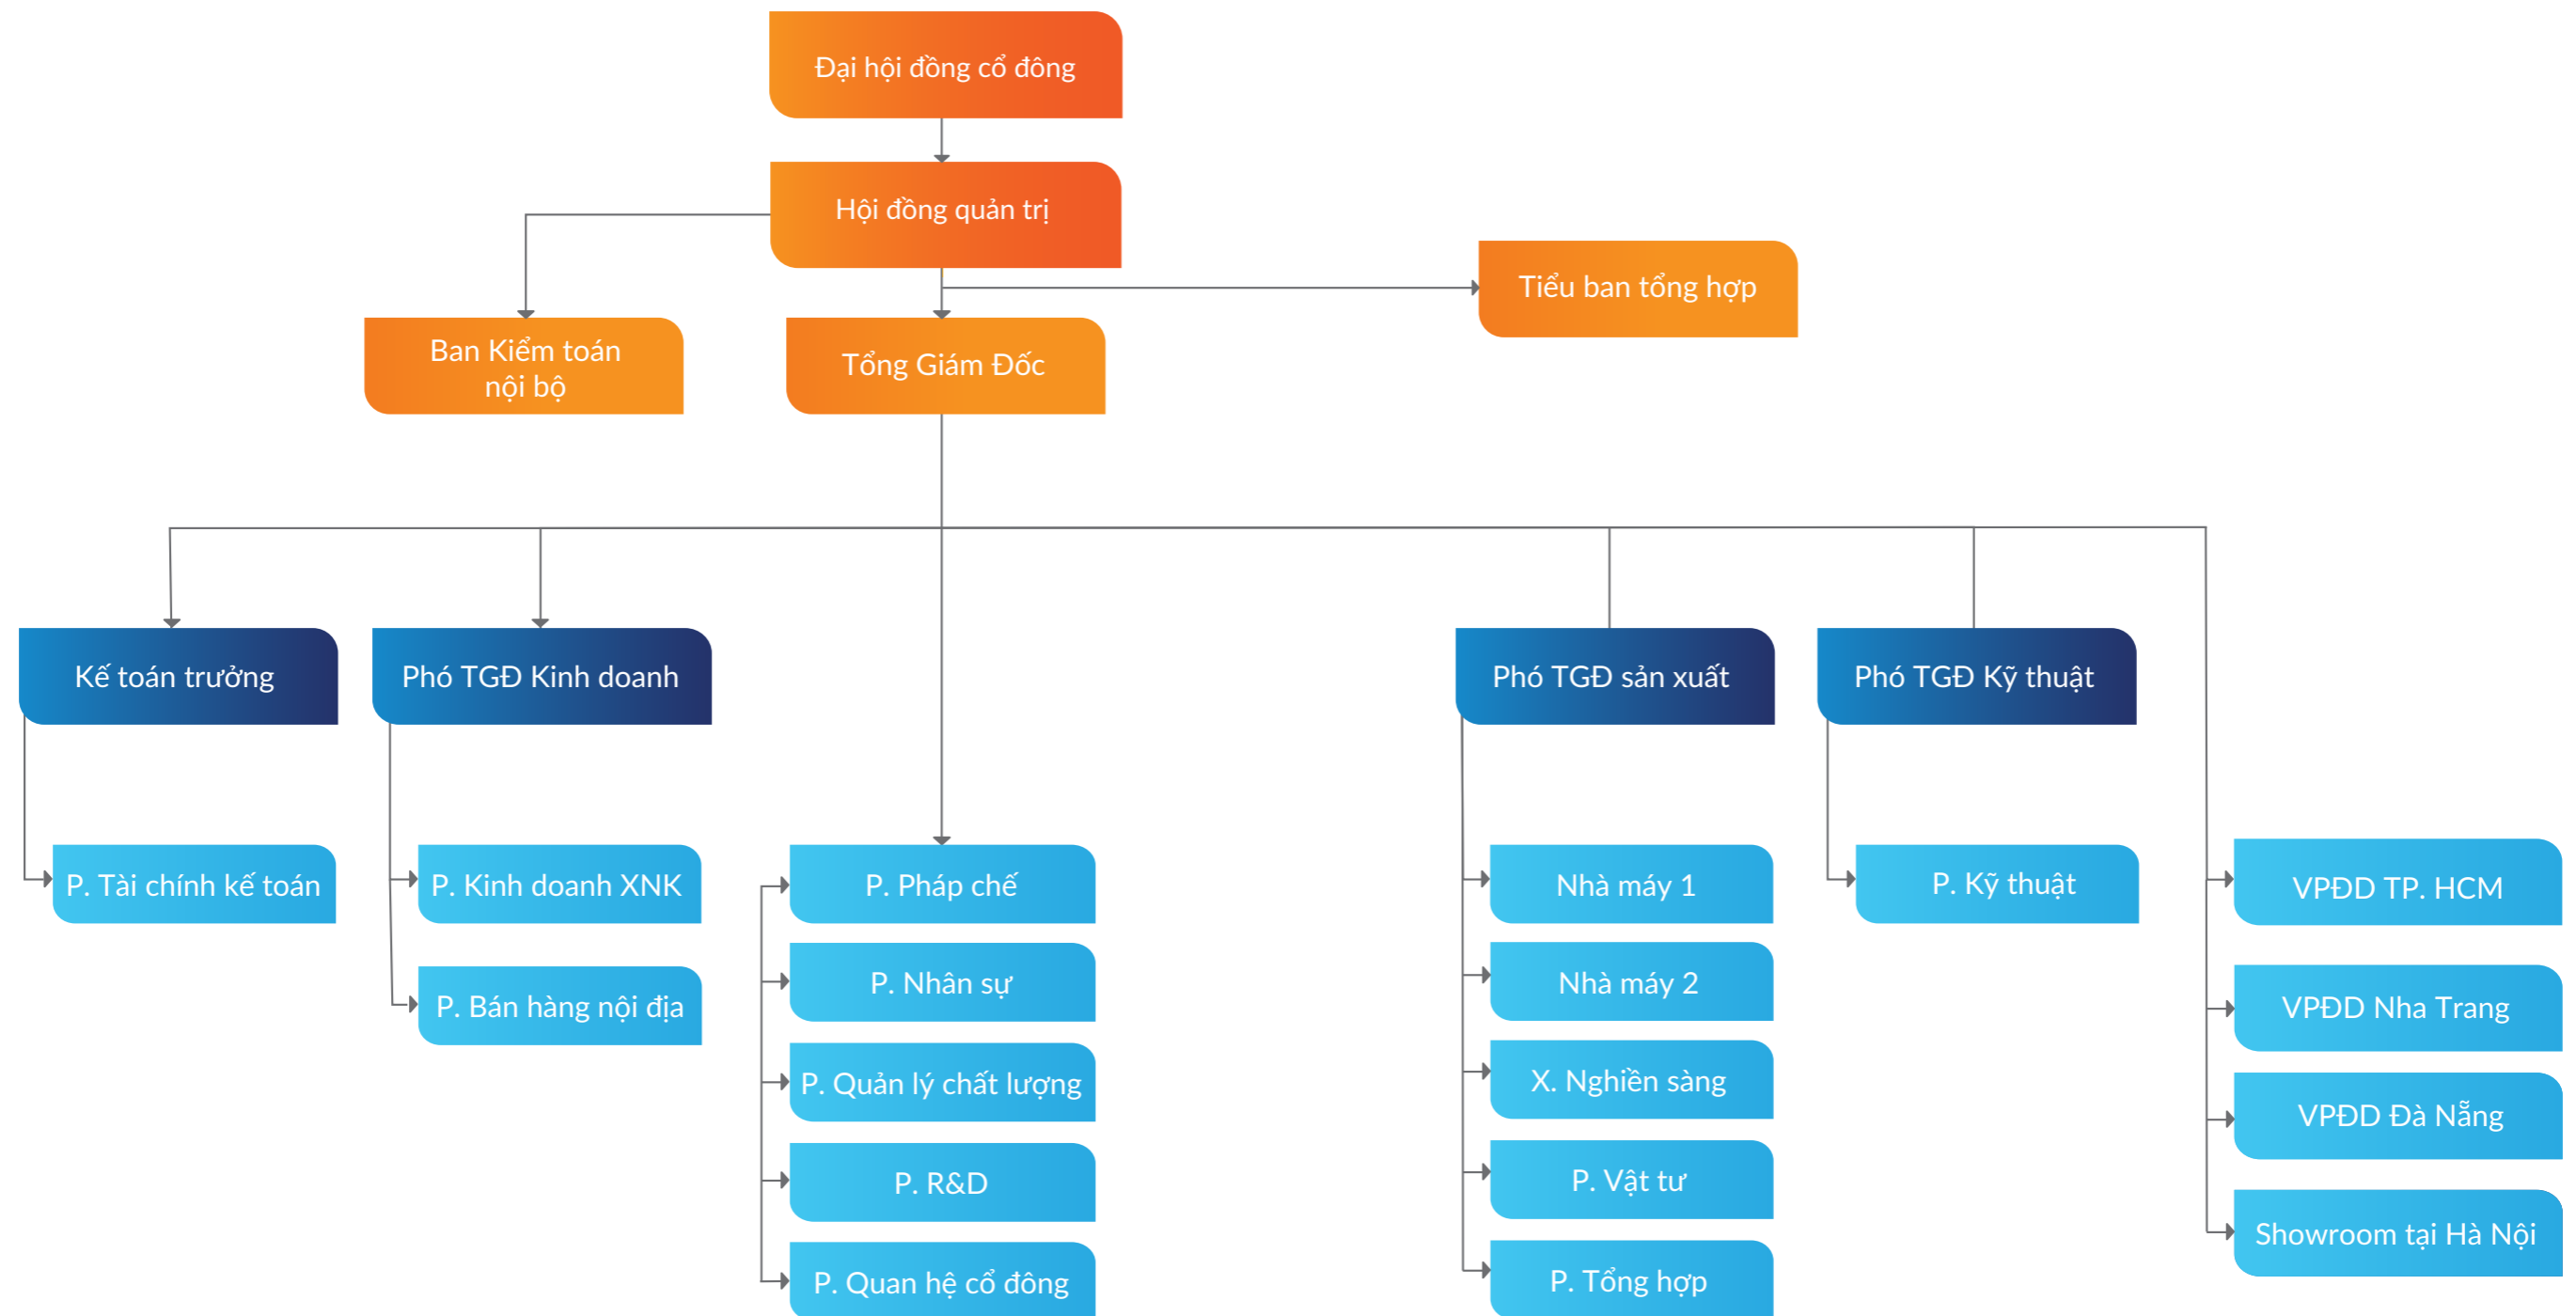 Đại hội đồng cổ đông
Hội đồng quản trị
Tiểu ban tổng hợp
Ban Kiểm toán
nội bộ
Tổng Giám Đốc
Kế toán trưởng
Phó TGĐ Kinh doanh
Phó TGĐ sản xuất
Phó TGĐ Kỹ thuật
P. Tài chính kế toán
P. Kinh doanh XNK
P. Bán hàng nội địa
P. Pháp chế
P. Nhân sự
P. Quản lý chất lượng
P. R&D
P. Quan hệ cổ đông
Nhà máy 1
Nhà máy 2
X. Nghiền sàng
P. Vật tư
P. Tổng hợp
P. Kỹ thuật
VPĐD TP. HCM
VPĐD Nha Trang
VPĐD Đà Nẵng
Showroom tại Hà Nội